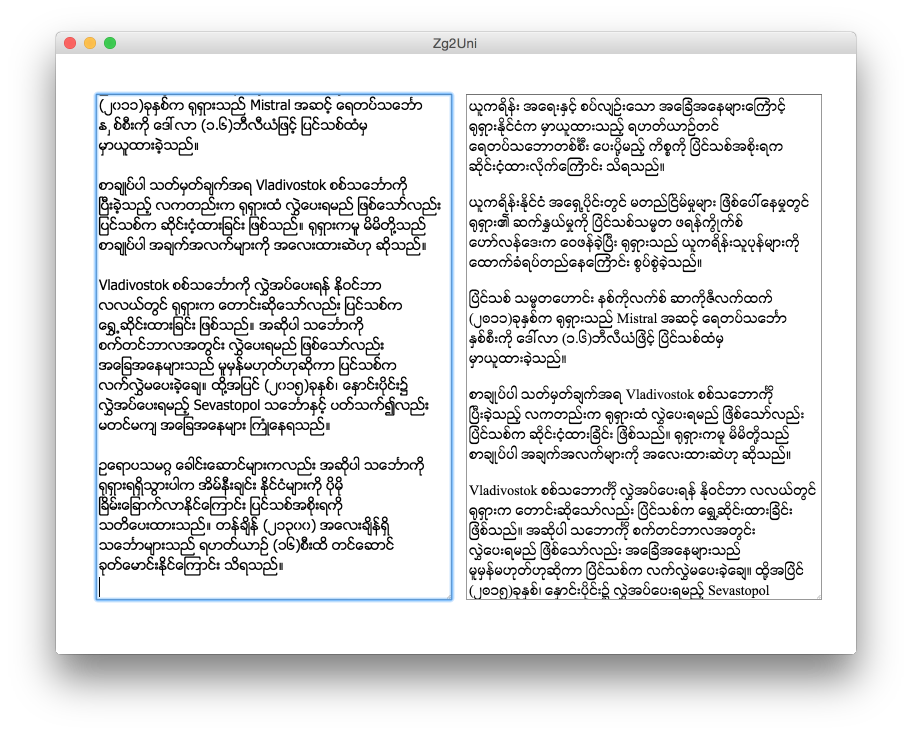 Zg2Uni
(၂၀၁၁)ခုနှစ်က ရုရှားသည် Mistral အဆင့် ရေတပ်သင်္ဘော
စ်စီးကို ဒေါ်လာ (၁.၆)ဘီလီယံဖြင့် ပြင်သစ်ထံမှ
မှာယူထားခဲ့သည်။
စာချုပ်ပါ သတ်မှတ်ချက်အရ Vladivostok စစ်သင်္ဘောကို
ပြီးခဲ့သည့် လကတည်းက ရုရှားထံ လွှဲပေးရမည် ဖြစ်သော်လည်း
ပြင်သစ်က ဆိုင်းငံ့ထားခြင်း ဖြစ်သည်။ ရုရှားကမူ မိမိတို့သည်
စာချုပ်ပါ အချက်အလက်များကို အလေးထားဆဲဟု ဆိုသည်။
Vladivostok စစ်သင်္ဘောကို လွှဲအပ်ပေးရန် နိုဝင်ဘာ
လလယ်တွင် ရုရှားက တောင်းဆိုသော်လည်း ပြင်သစ်က
ရွှေ့ဆိုင်းထားခြင်း ဖြစ်သည်။ အဆိုပါ သင်္ဘောကို
စက်တင်ဘာလအတွင်း လွှဲပေးရမည် ဖြစ်သော်လည်း
အခြေအနေများသည် မူမှန်မဟုတ်ဟုဆိုကာ ပြင်သစ်က
လက်လွှဲမပေးခဲ့ချေ။ ထို့အပြင် (၂၀၁၅)ခုနှစ်၊ နှောင်းပိုင်း၌
လွှဲအပ်ပေးရမည့် Sevastopol သင်္ဘောနှင့် ပတ်သက်၍လည်း
မတင်မကျ အခြေအနေများ ကြုံနေရသည်။
ဥရောပသမဂ္ဂ ခေါင်းဆောင်များကလည်း အဆိုပါ သင်္ဘောကို
ရုရှားရရှိသွားပါက အိမ်နီးချင်း နိုင်ငံများကို ပိုမို
ခြိမ်းခြောက်လာနိုင်ကြောင်း ပြင်သစ်အစိုးရကို
သတိပေးထားသည်။ တန်ချိန် (၂၁၃၀၀) အလေးချိန်ရှိ
သင်္ဘောများသည် ရဟတ်ယာဉ် (၁၆)စီးထိ တင်ဆောင်
ခုတ်မောင်းနိုင်ကြောင်း သိရသည်။
ယူကရိန်း အရေးနှင့် စပ်လျဉ်းသော အခြေအနေများကြောင့်
ရုရှားနိုင်ငံက မှာယူထားသည့် ရဟတ်ယာဉ်တင်
ရေတပ်သင်္ဘောတစ်စီး ပေးပို့မည့် ကိစ္စကို ပြင်သစ်အစိုးရက
ဆိုင်းငံ့ထားလိုက်ကြောင်း သိရသည်။
ယူကရိန်းနိုင်ငံ အရှေ့ပိုင်းတွင် မတည်ငြိမ်မှုများ ဖြစ်ပေါ်နေမှုတွင်
ရုရှား၏ ဆက်နွှယ်မှုကို ပြင်သစ်သမ္မတ ဖရန်ကွိုက်စ်
ဟော်လန်ဒေးက ဝေဖန်ခဲ့ပြီး ရုရှားသည် ယူကရိန်းသူပုန်များကို
ထောက်ခံရပ်တည်နေကြောင်း စွပ်စွဲခဲ့သည်။
ပြင်သစ် သမ္မတဟောင်း နစ်ကိုလက်စ် ဆာကိုဇီလက်ထက်
(၂၀၁၁)ခုနှစ်က ရုရှားသည် Mistral အဆင့် ရေတပ်သင်္ဘော
နှစ်စီးကို ဒေါ်လာ (၁.၆)ဘီလီယံဖြင့် ပြင်သစ်ထံမှ
မှာယူထားခဲ့သည်။
စာချုပ်ပါ သတ်မှတ်ချက်အရ Vladivostok စစ်သင်္ဘောကို
ပြီးခဲ့သည့် လကတည်းက ရုရှားထံ လွှဲပေးရမည် ဖြစ်သော်လည်း
ပြင်သစ်က ဆိုင်းငံ့ထားခြင်း ဖြစ်သည်။ ရုရှားကမူ မိမိတို့သည်
စာချုပ်ပါ အချက်အလက်များကို အလေးထားဆဲဟု ဆိုသည်။
Vladivostok စစ်သင်္ဘောကို လွှဲအပ်ပေးရန် နိုဝင်ဘာ လလယ်တွင်
ရုရှားက တောင်းဆိုသော်လည်း ပြင်သစ်က ရွှေ့ဆိုင်းထားခြင်း
ဖြစ်သည်။ အဆိုပါ သင်္ဘောကို စက်တင်ဘာလအတွင်း
လွှဲပေးရမည် ဖြစ်သော်လည်း အခြေအနေများသည်
မူမှန်မဟုတ်ဟုဆိုကာ ပြင်သစ်က လက်လွှဲမပေးခဲ့ချေ။ ထို့အပြင်
(၂၀၁၅)ခုနှစ်၊ နှောင်းပိုင်း၌ လွှဲအပ်ပေးရမည့် Sevastopol